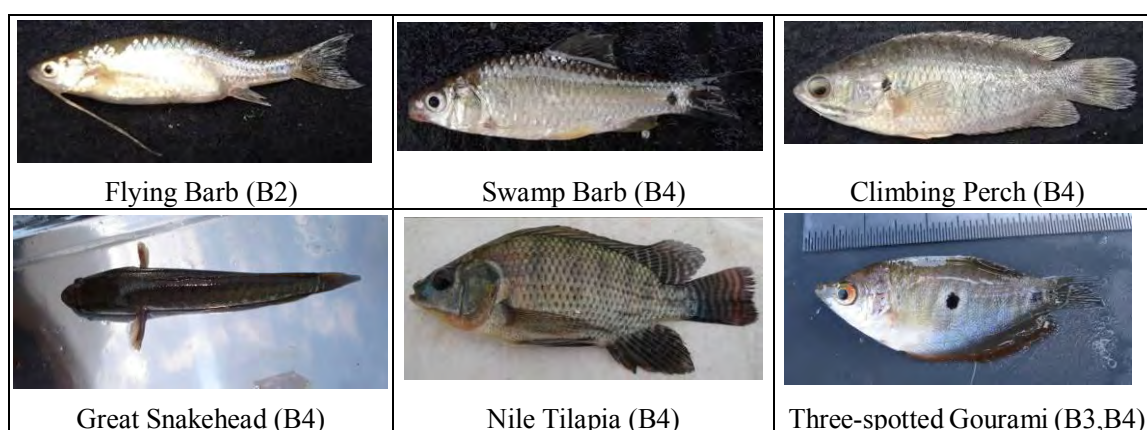 Flying Barb (B2)
Swamp Barb (B4)
Climbing Perch (B4)
Great Snakehead (B4)
Nile Tilapia (B4)
Three-spotted Gourami (B3,B4)